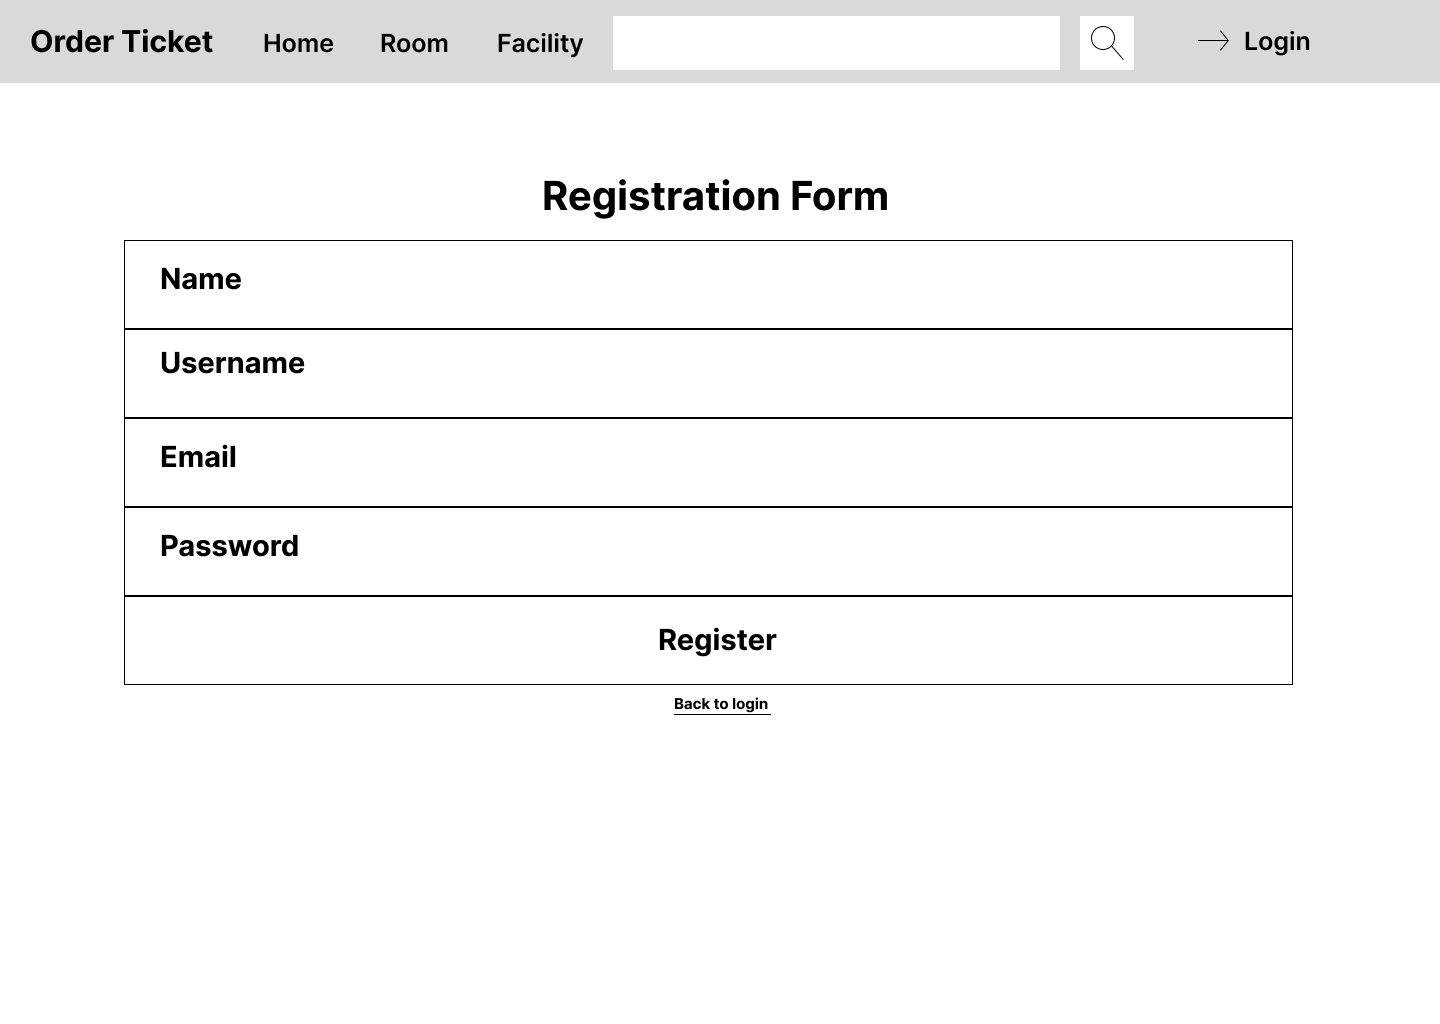 Order Ticket Home Room Facility Login
Registration Form
Name
Username
Email
Password
Register
Back to login